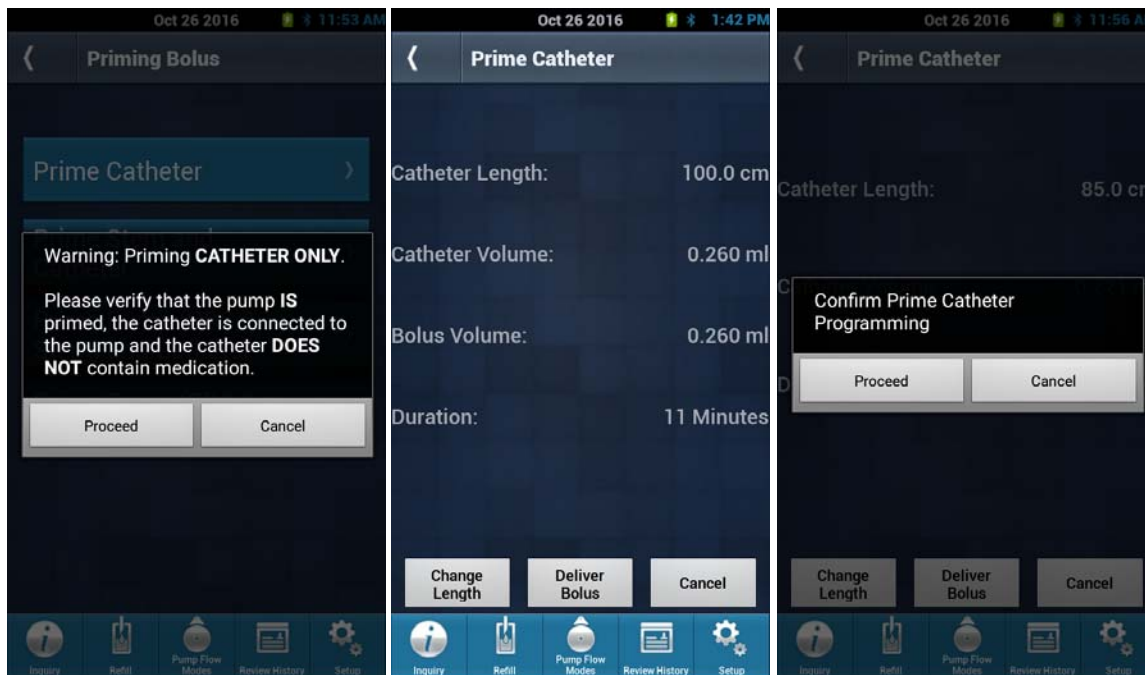 Oct 26 2016 11:53 AM
Priming Bolus
Prime Catheter
Warning: Priming CATHETER ONLY.
Please verify that the pump IS
primed, the catheter is connected to
the pump and the catheter DOES
NOT contain medication.
Proceed Cancel
Inquiry Refill Pump Flow Modes Review History Setup
Oct 26 2016 1:42 PM
Prime Catheter
Catheter Length: 100.0 cm
Catheter Volume: 0.260 ml
Bolus Volume: 0.260 ml
Duration: 11 Minutes
Change Length Deliver Bolus Cancel
Inquiry Refill Pump Flow Modes Review History Setup
Oct 26 2016 11:56 A
Prime Catheter
Catheter Length: 85.0 c
Confirm Prime Catheter
Programming
Proceed Cancel
Change Length Deliver Bolus Cancel
Inquiry Refill Pump Flow Modes Review History Setup